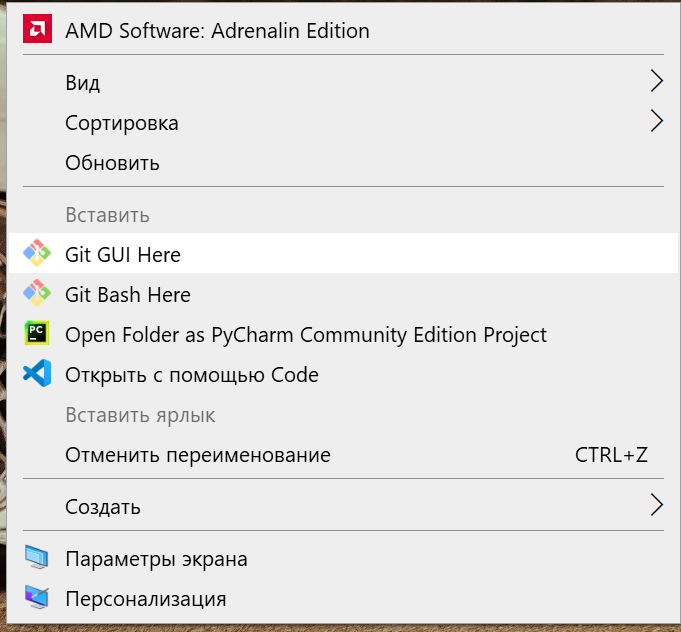 AMD Software: Adrenalin Edition
Вид
Сортировка
Обновить
Вставить
Git GUI Here
Git Bash Here
PC Open Folder as PyCharm Community Edition Project
Открыть с помощью Code
Вставить ярлык
Отменить переименование CTRL+Z
Создать
Параметры экрана
Персонализация